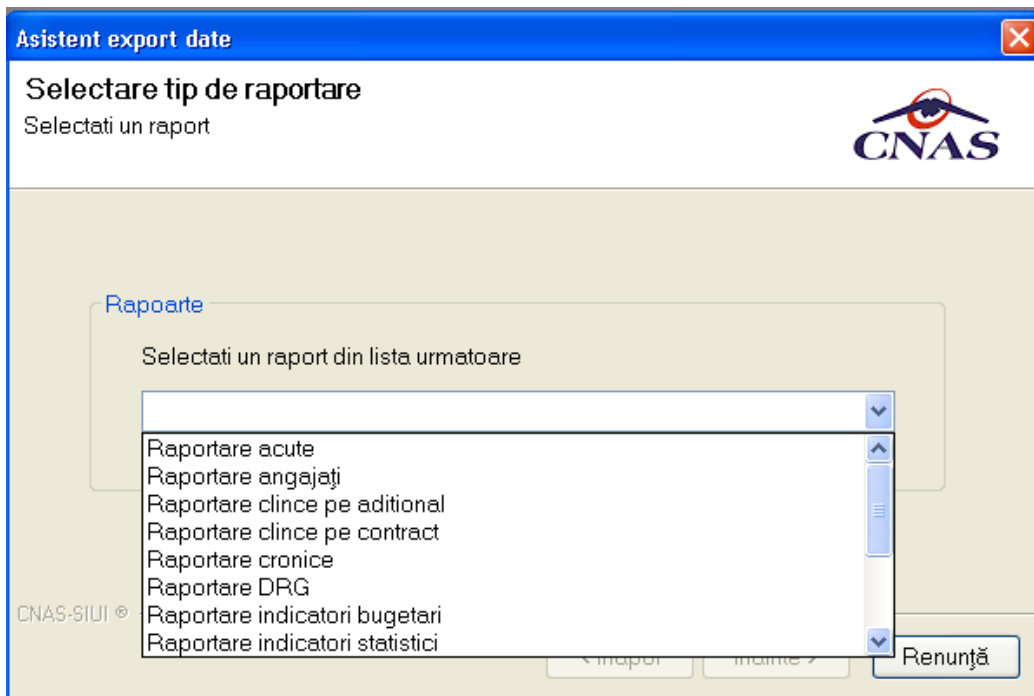 Asistent export date
Selectare tip de raportare
Selectati un raport
CNAS
Rapoarte
Selectati un raport din lista urmatoare
Raportare acute
Raportare angajaţi
Raportare clince pe aditional
Raportare clince pe contract
Raportare cronice
Raportare DRG
Raportare indicatori bugetari
Raportare indicatori statistici
CNAS-SIUI ®
Renunţă